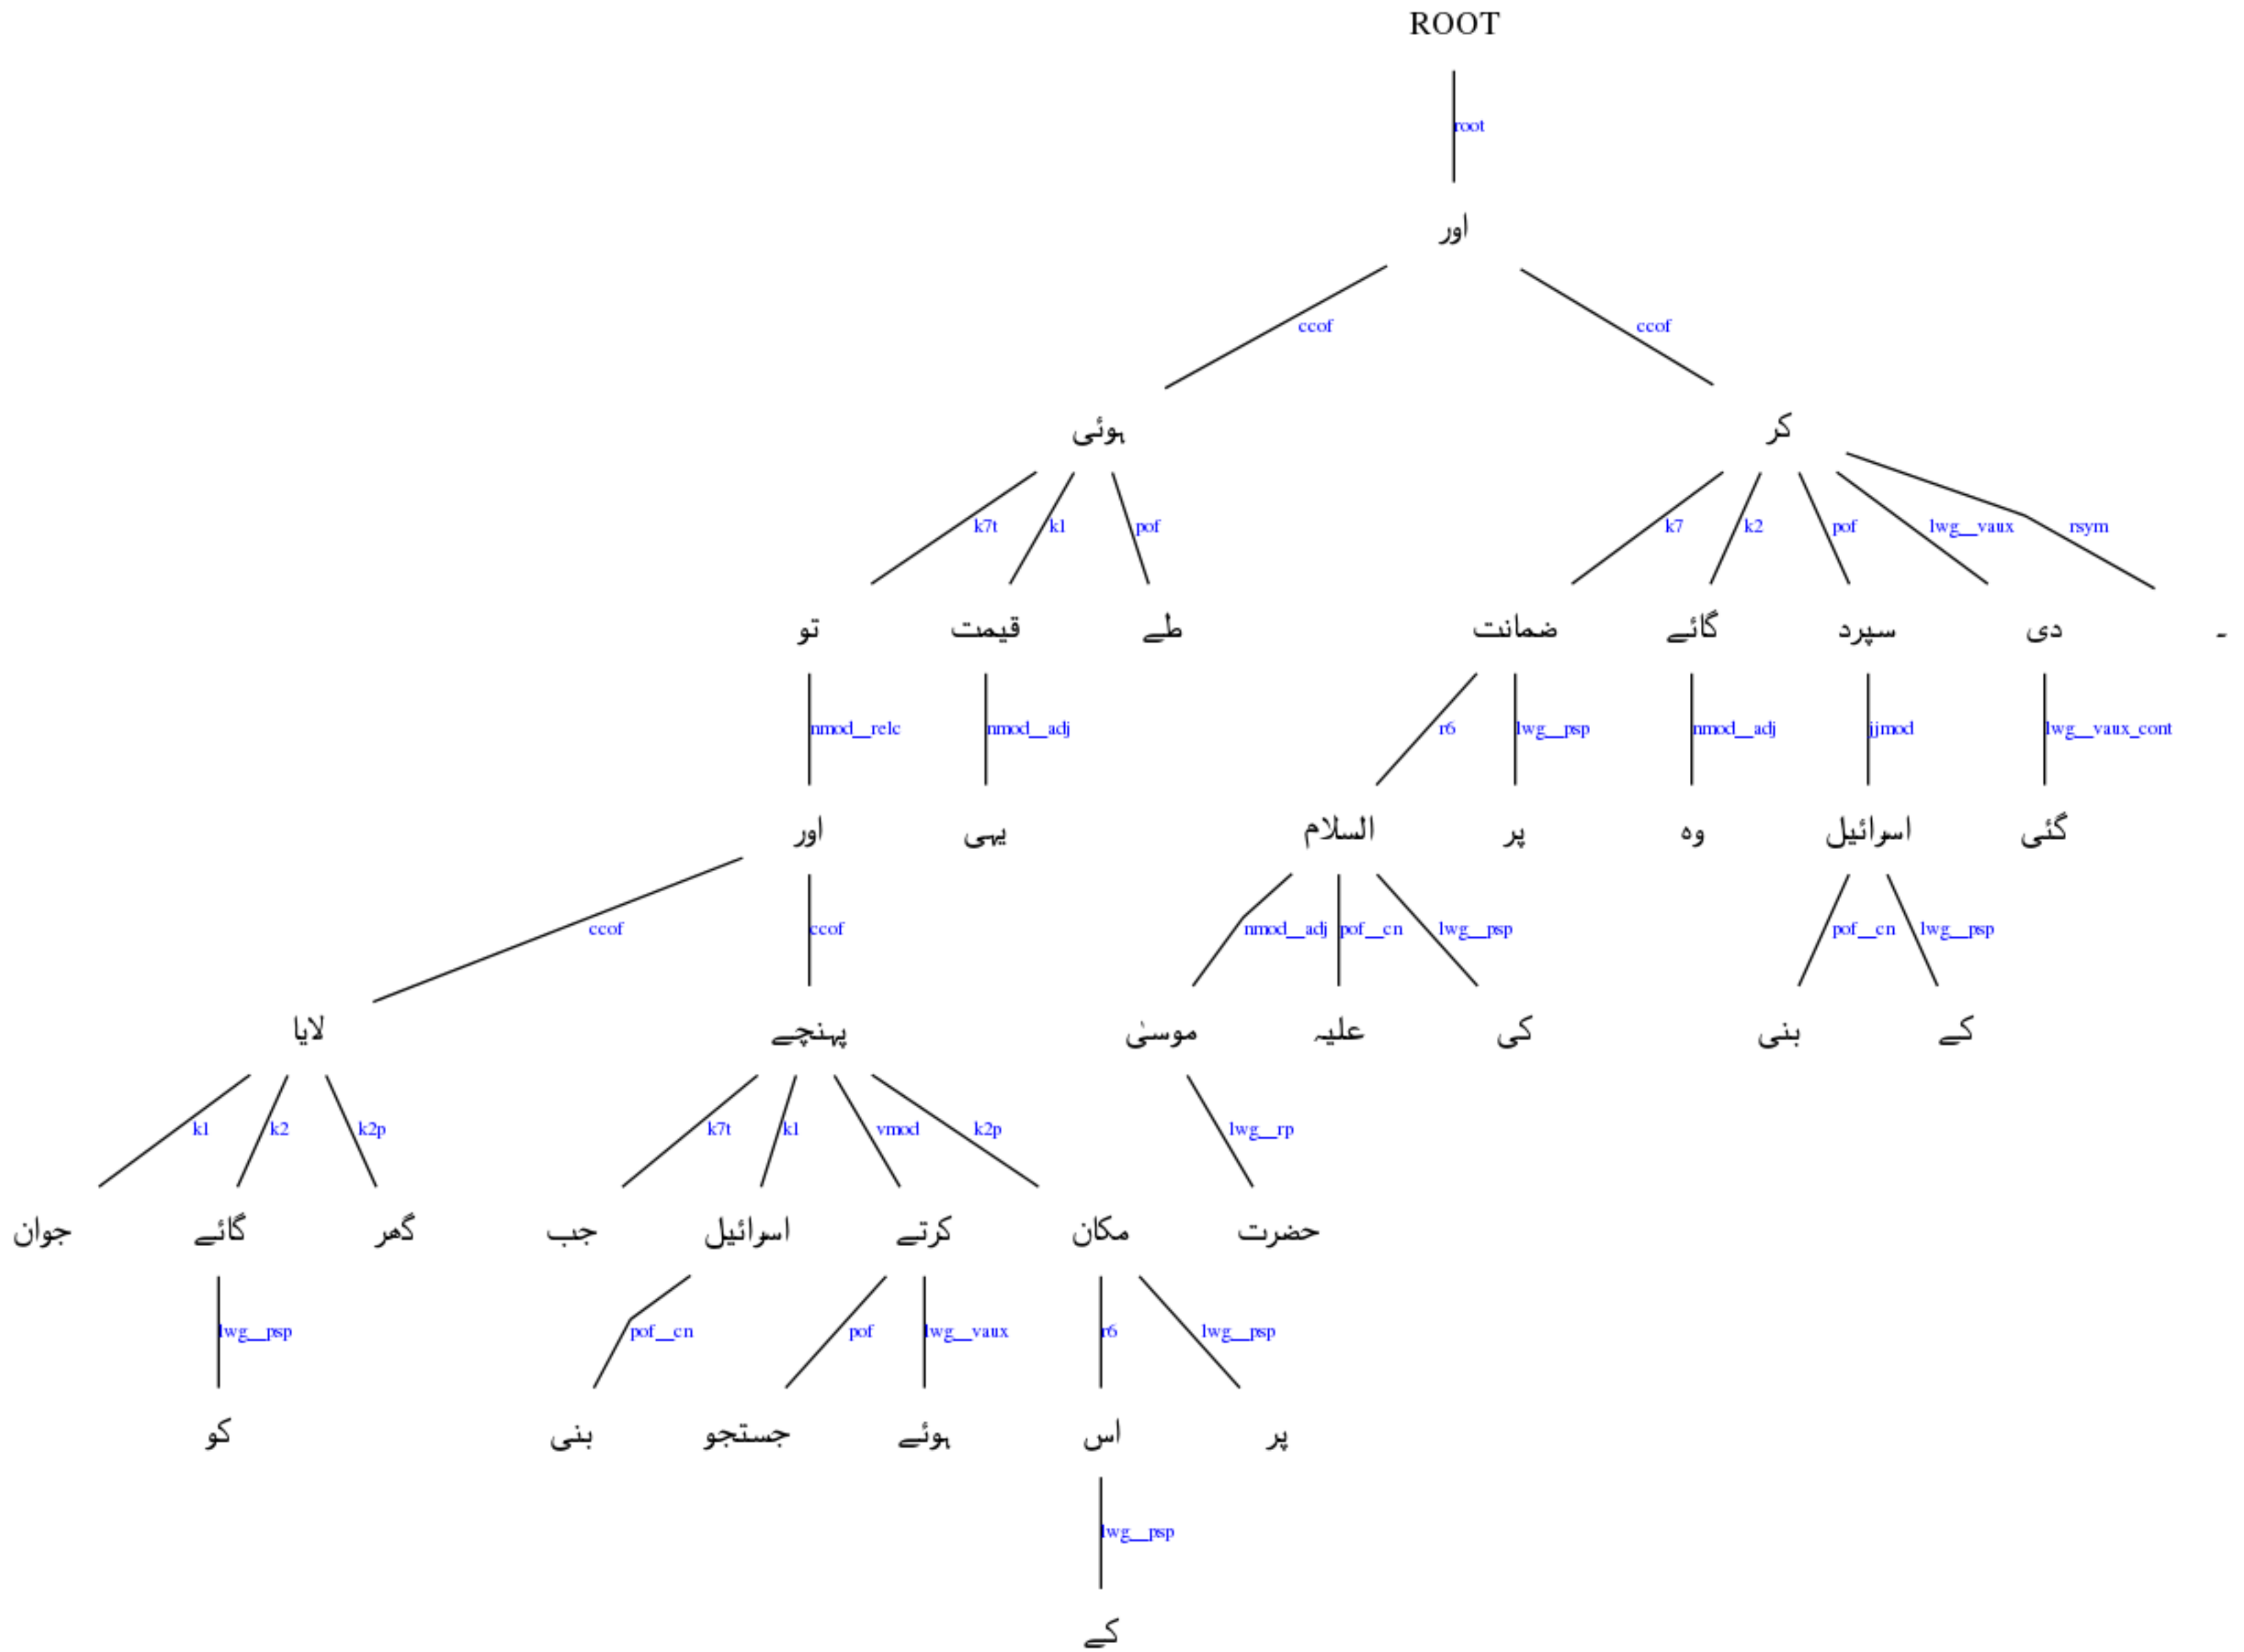 ROOT
root
اور
ccof ccof
ہوئی کر
k7t k1 pof k7 k2 pof lwg__vaux rsym
تو قیمت طے ضمانت گائے سپرد دی ۔
nmod__relc nmod__adj r6 lwg__psp nmod__adj jjmod lwg__vaux_cont
اور یہی السلام پر وہ اسرائیل گئی
ccof ccof nmod__adj pof__cn lwg__psp pof__cn lwg__psp
لایا پہنچے موسیٰ علیہ کی بنی کے
k1 k2 k2p k7t k1 vmod k2p lwg__rp
جوان گائے گھر جب اسرائیل کرتے مکان حضرت
lwg__psp pof__cn pof lwg__vaux r6 lwg__psp
کو بنی جستجو ہوئے اس پر
lwg__psp
کے